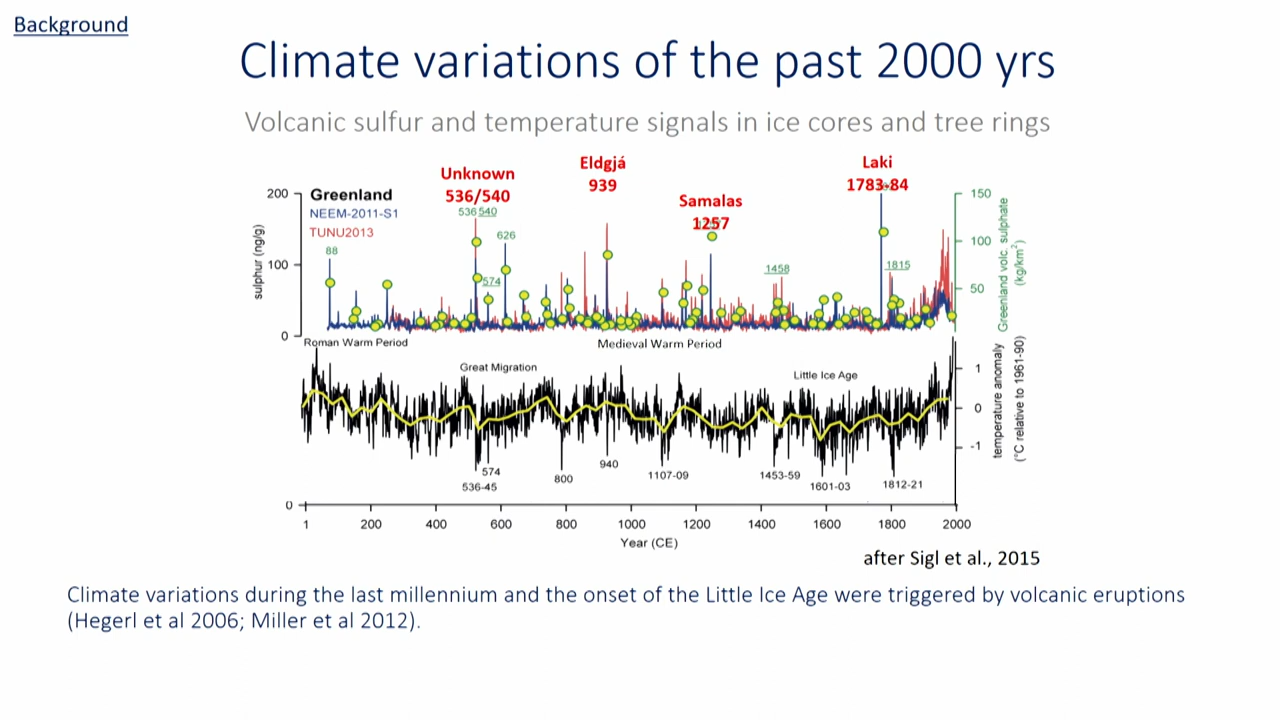 Background
Climate variations of the past 2000 yrs
Volcanic sulfur and temperature signals in ice cores and tree rings
Unknown
536/540
Eldgjá
939
Samalas
1257
Laki
1783-84
Greenland
NEEM-2011-S1
TUNU2013
200
100
0
sulphur (ng/g)
88
536 540
574
626
1458
1815
150
100
50
Greenland volc. sulphate
(kg/km²)
Roman Warm Period
Medieval Warm Period
Great Migration
Little Ice Age
1
0
-1
temperature anomaly
(°C relative to 1961-90)
574
536-45
800
940
1107-09
1453-59
1601-03
1812-21
0
1 200 400 600 800 1000 1200 1400 1600 1800 2000
Year (CE)
after Sigl et al., 2015
Climate variations during the last millennium and the onset of the Little Ice Age were triggered by volcanic eruptions
(Hegerl et al 2006; Miller et al 2012).